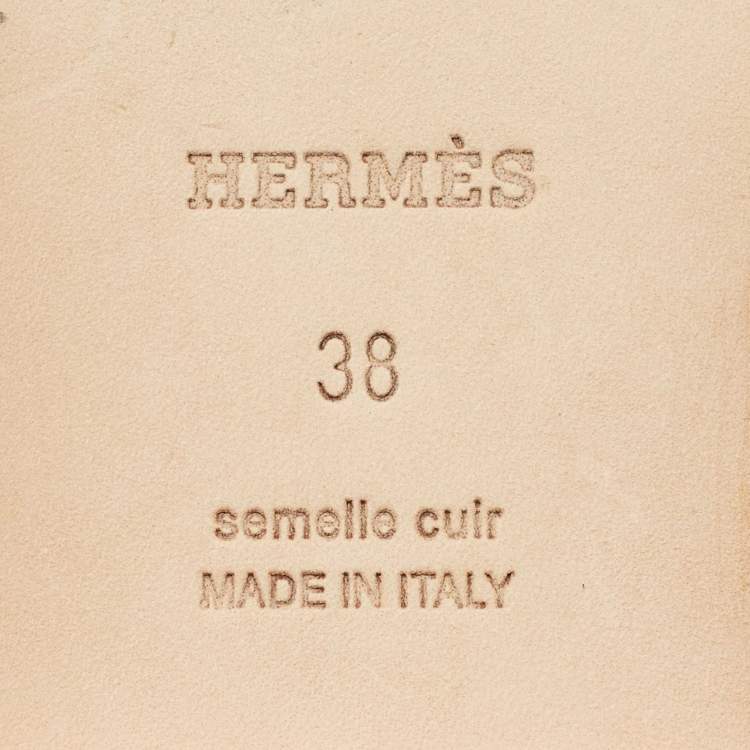 HERMÈS
38
semelle cuir
MADE IN ITALY